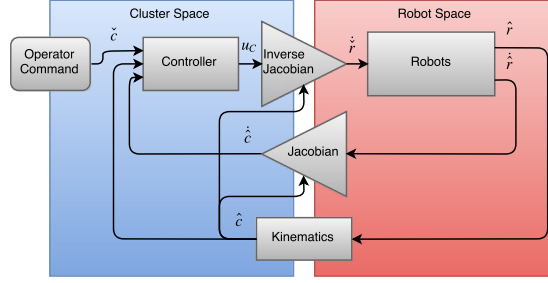 Cluster Space
Robot Space
Operator
Command
č
Controller
u_C
Inverse
Jacobian
ř̇
Robots
r̂
r̂̇
ĉ̇
Jacobian
ĉ
Kinematics